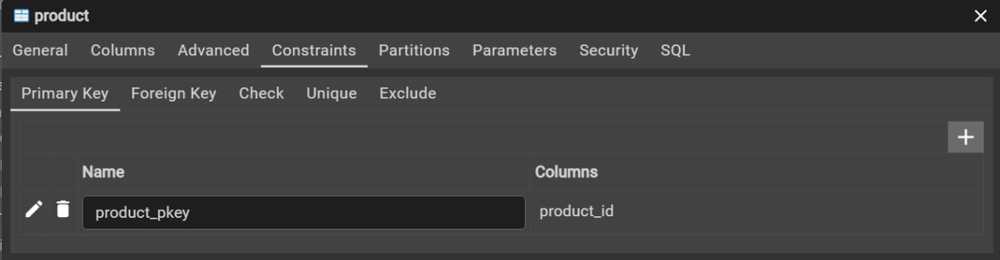 product
General Columns Advanced Constraints Partitions Parameters Security SQL
Primary Key Foreign Key Check Unique Exclude
Name Columns
product_pkey product_id